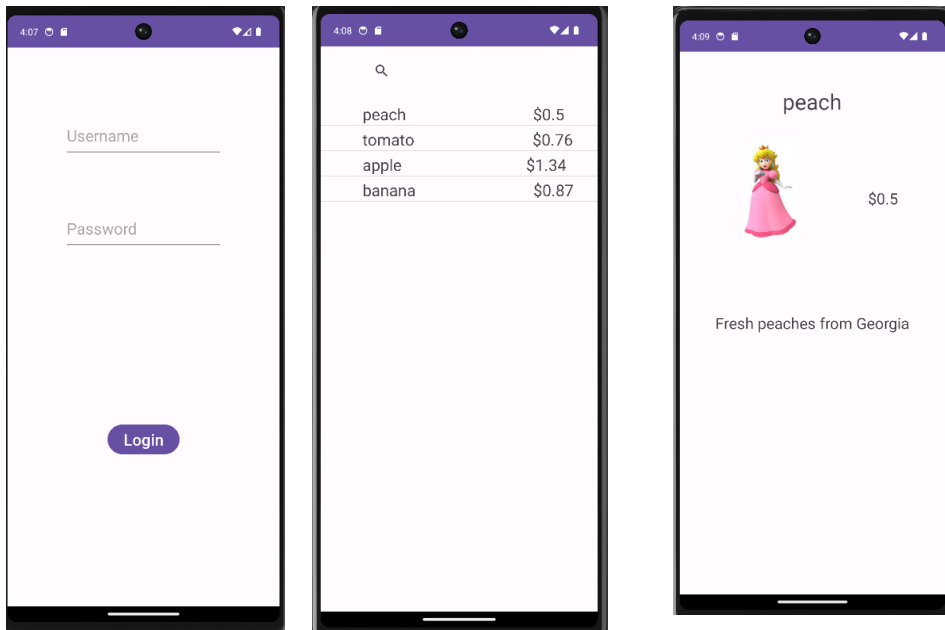 4:07
Username
Password
Login
4:08
peach $0.5
tomato $0.76
apple $1.34
banana $0.87
4:09
peach
$0.5
Fresh peaches from Georgia